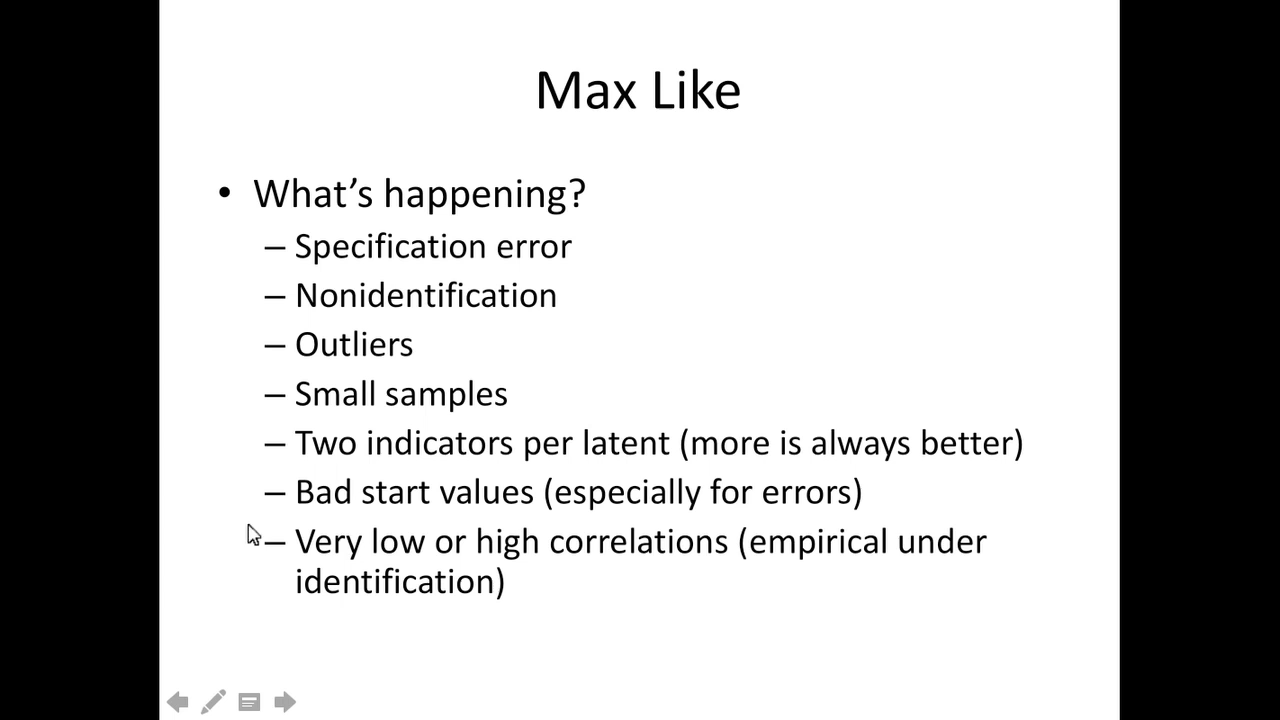 Max Like
• What’s happening?
– Specification error
– Nonidentification
– Outliers
– Small samples
– Two indicators per latent (more is always better)
– Bad start values (especially for errors)
– Very low or high correlations (empirical under
identification)